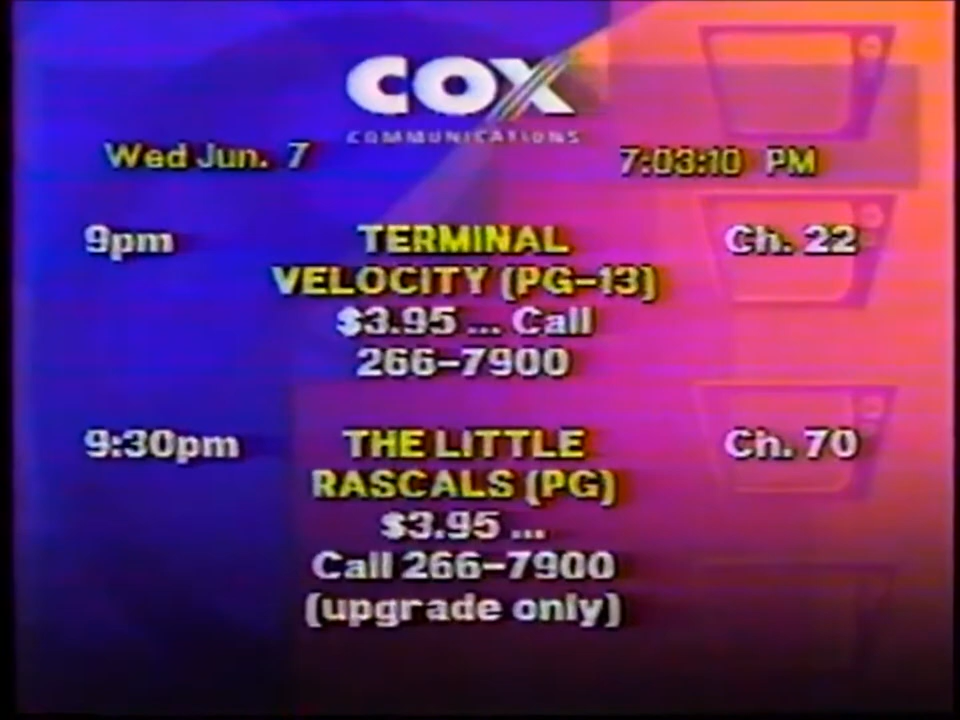 COX
COMMUNICATIONS
Wed Jun. 7 7:03:10 PM
9pm TERMINAL Ch. 22
VELOCITY (PG-13)
$3.95 ... Call
266-7900
9:30pm THE LITTLE Ch. 70
RASCALS (PG)
$3.95 ...
Call 266-7900
(upgrade only)